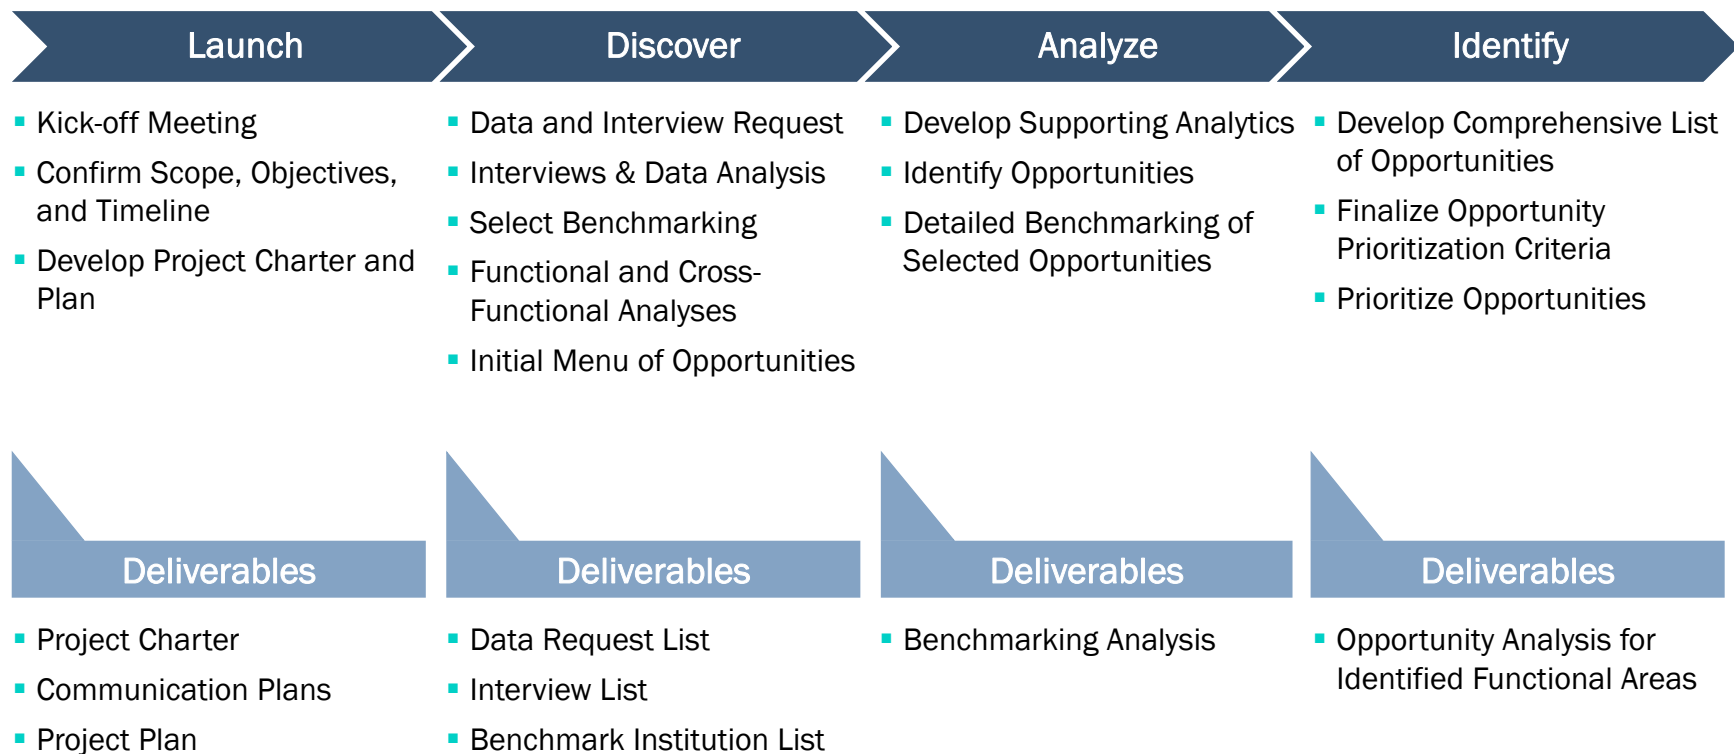 Launch
Discover
Analyze
Identify
Kick-off Meeting
Confirm Scope, Objectives,
and Timeline
Develop Project Charter and
Plan
Data and Interview Request
Interviews & Data Analysis
Select Benchmarking
Functional and Cross-
Functional Analyses
Initial Menu of Opportunities
Develop Supporting Analytics
Identify Opportunities
Detailed Benchmarking of
Selected Opportunities
Develop Comprehensive List
of Opportunities
Finalize Opportunity
Prioritization Criteria
Prioritize Opportunities
Deliverables
Project Charter
Communication Plans
Project Plan
Deliverables
Data Request List
Interview List
Benchmark Institution List
Deliverables
Benchmarking Analysis
Deliverables
Opportunity Analysis for
Identified Functional Areas